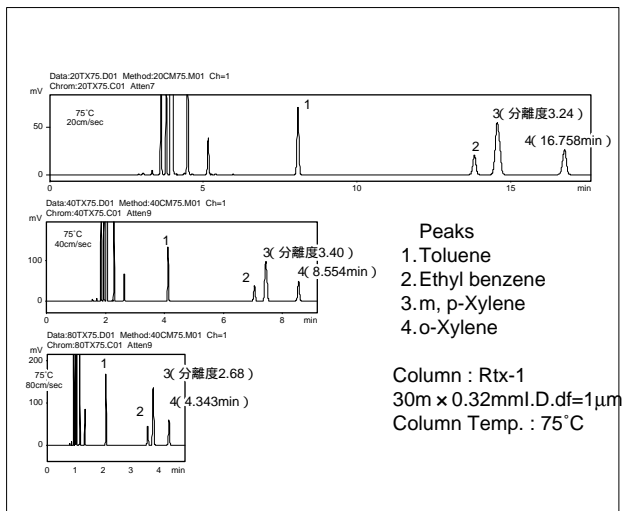 Data:20TX75.D01 Method:20CM75.M01 Ch=1
Chrom:20TX75.C01 Atten7
mV
75˚C
20cm/sec
50
0
1
2
3( 分離度3.24 )
4( 16.758min)
5
10
15
min
Data:40TX75.D01 Method:40CM75.M01 Ch=1
Chrom:40TX75.C01 Atten9
mV
75˚C
40cm/sec
100
0
1
2
3( 分離度3.40 )
4( 8.554min)
0
2
4
6
8
min
Data:80TX75.D01 Method:40CM75.M01 Ch=1
Chrom:80TX75.C01 Atten9
mV
200
75˚C
80cm/sec
100
0
1
2
3( 分離度2.68 )
4( 4.343min)
0
1
2
3
4
min
Peaks
1.Toluene
2.Ethyl benzene
3.m, p-Xylene
4.o-Xylene
Column : Rtx-1
30m × 0.32mmI.D.df=1µm
Column Temp. : 75˚C